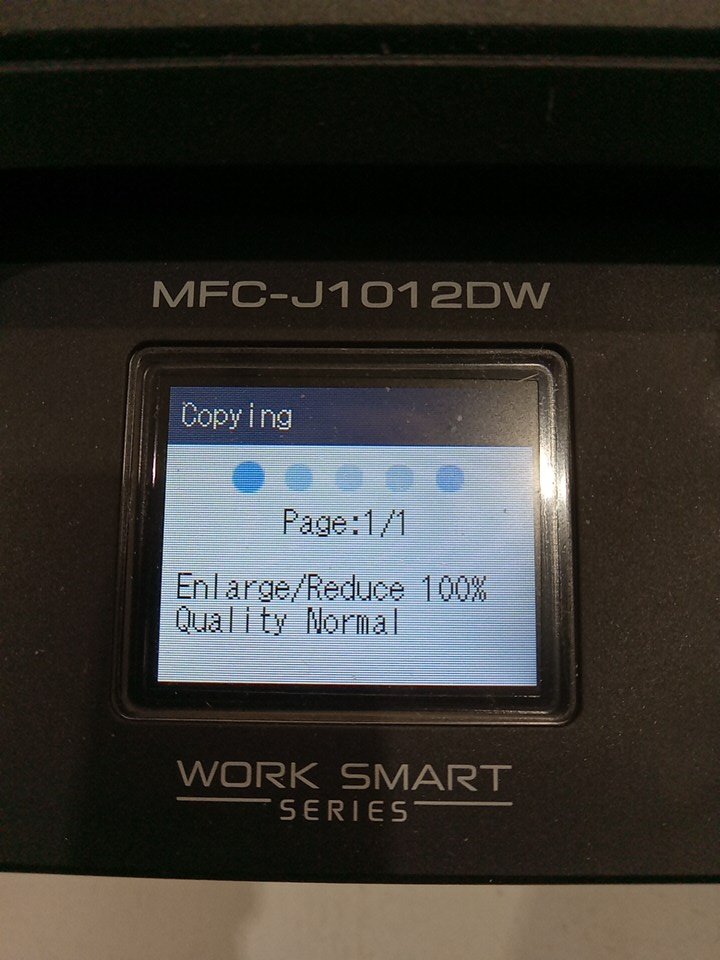 MFC-J1012DW
Copying
Page:1/1
Enlarge/Reduce 100%
Quality Normal
WORK SMART
SERIES